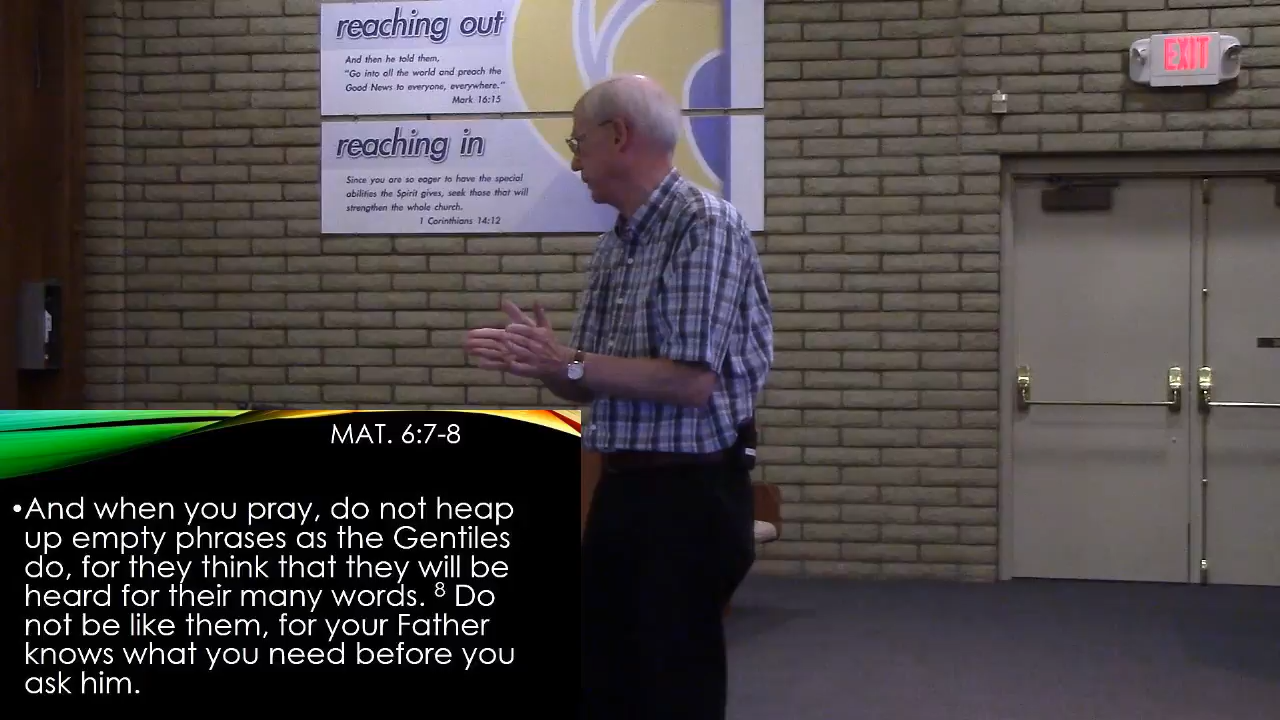 reaching out
And then he told them,
"Go into all the world and preach the
Good News to everyone, everywhere."
Mark 16:15
reaching in
Since you are so eager to have the special
abilities the Spirit gives, seek those that will
strengthen the whole church.
1 Corinthians 14:12
EXIT
MAT. 6:7-8
•And when you pray, do not heap
up empty phrases as the Gentiles
do, for they think that they will be
heard for their many words. ⁸ Do
not be like them, for your Father
knows what you need before you
ask him.